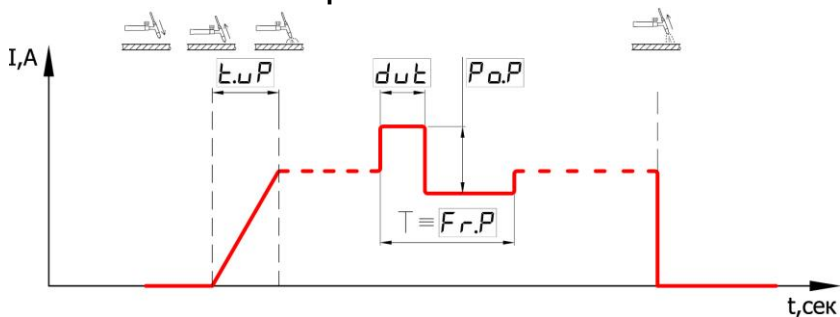 I,A
t.uP
dut
Po.P
T ≡ Fr.P
t,сек